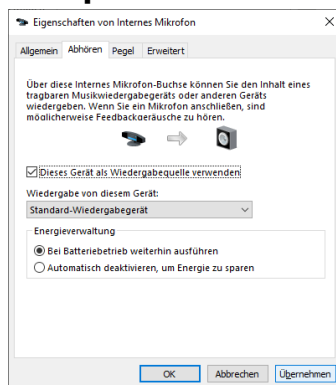 Eigenschaften von Internes Mikrofon
Allgemein Abhören Pegel Erweitert
Über diese Internes Mikrofon-Buchse können Sie den Inhalt eines
tragbaren Musikwiedergabegeräts oder anderen Geräts
wiedergeben. Wenn Sie ein Mikrofon anschließen, sind
möglicherweise Feedbackgeräusche zu hören.
Dieses Gerät als Wiedergabequelle verwenden
Wiedergabe von diesem Gerät:
Standard-Wiedergabegerät
Energieverwaltung
Bei Batteriebetrieb weiterhin ausführen
Automatisch deaktivieren, um Energie zu sparen
OK Abbrechen Übernehmen